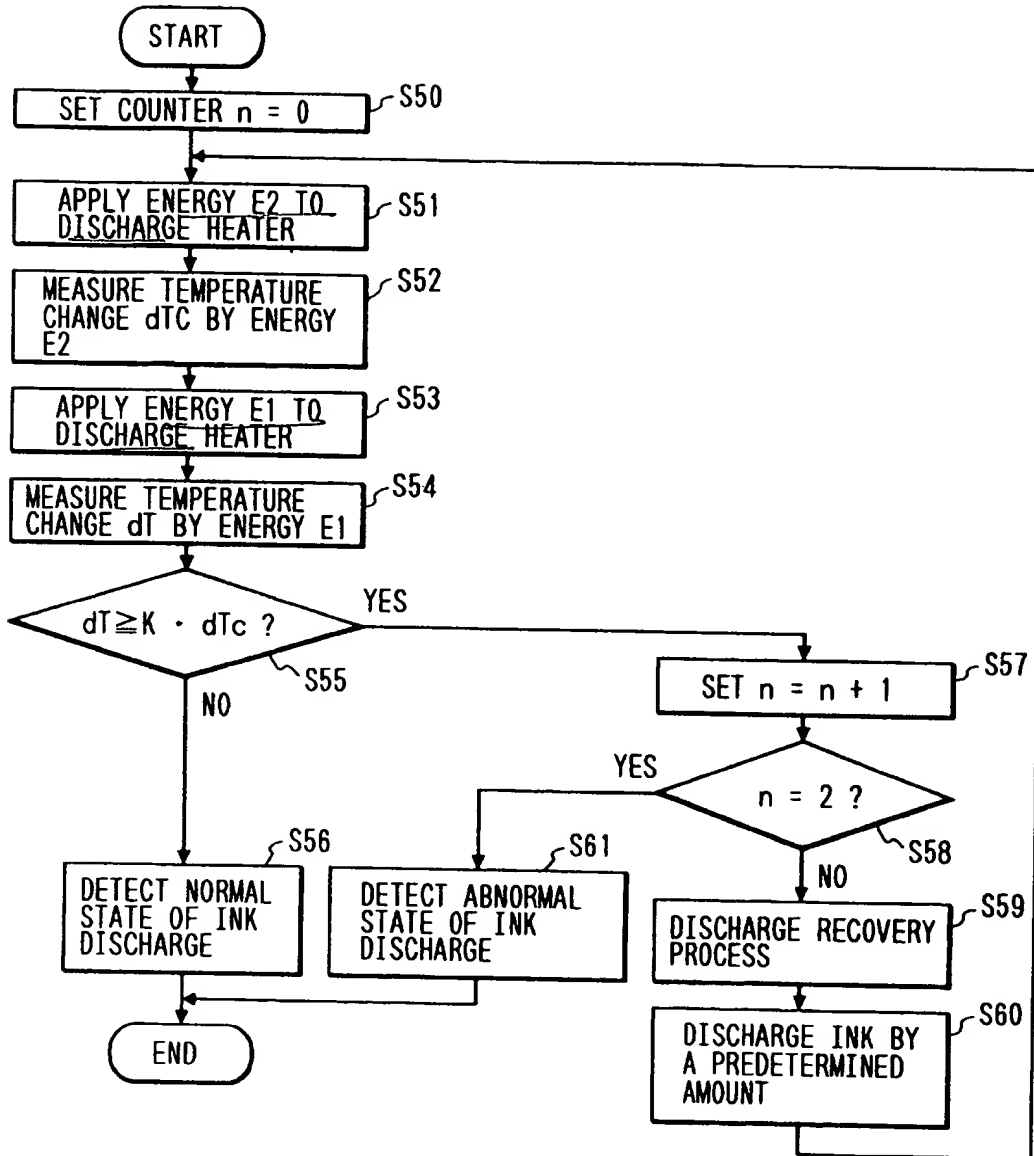 START
SET COUNTER n = 0
S50
APPLY ENERGY E2 TO
DISCHARGE HEATER
S51
MEASURE TEMPERATURE
CHANGE dTC BY ENERGY
E2
S52
APPLY ENERGY E1 TO
DISCHARGE HEATER
S53
MEASURE TEMPERATURE
CHANGE dT BY ENERGY E1
S54
dT≧K · dTc ?
S55
YES
NO
SET n = n + 1
S57
n = 2 ?
S58
YES
NO
DETECT NORMAL
STATE OF INK
DISCHARGE
S56
DETECT ABNORMAL
STATE OF INK
DISCHARGE
S61
DISCHARGE RECOVERY
PROCESS
S59
DISCHARGE INK BY
A PREDETERMINED
AMOUNT
S60
END